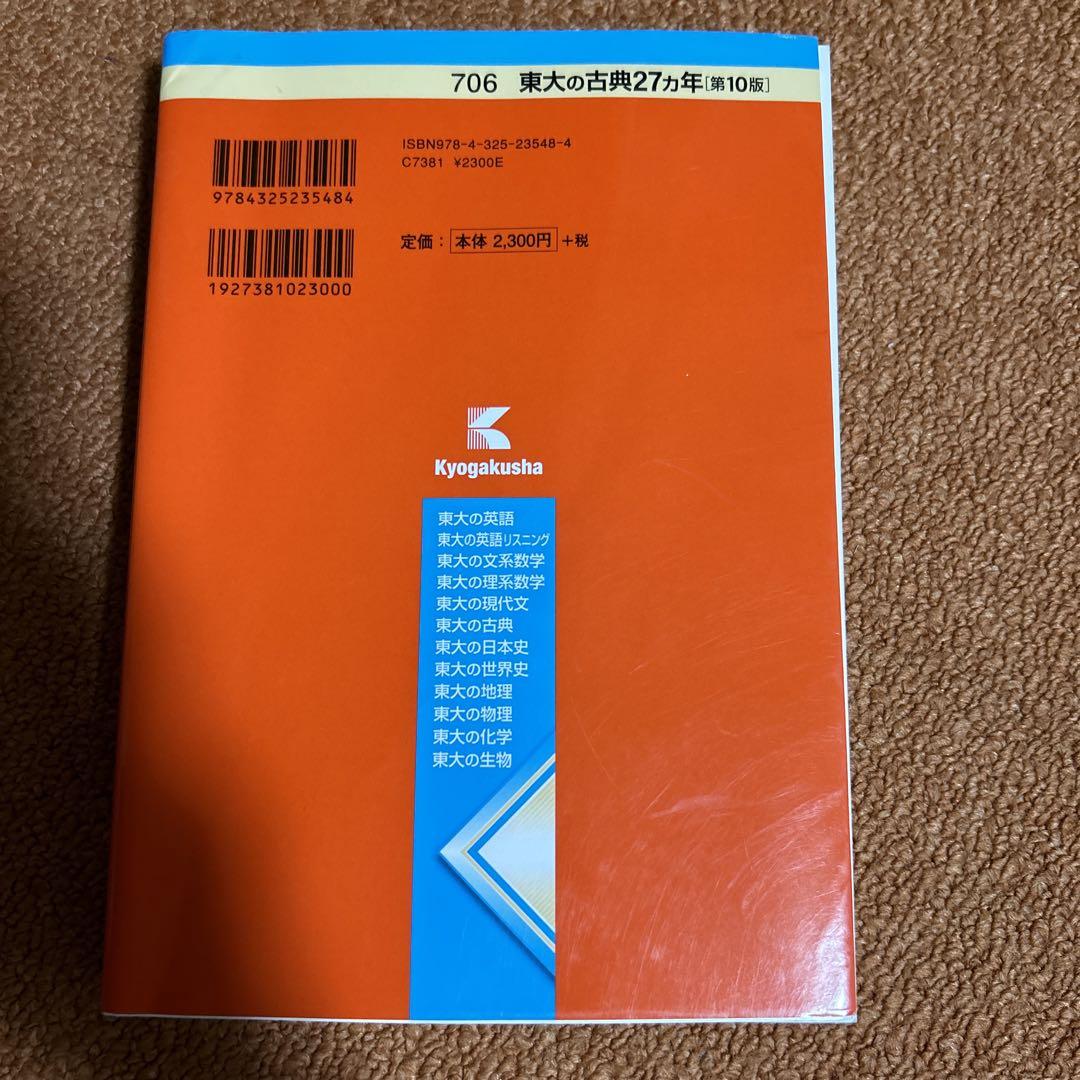 706 東大の古典27カ年[第10版]
ISBN978-4-325-23548-4
C7381 ¥2300E
9784325235484
定価：本体 2,300円+税
1927381023000
Kyogakusha
東大の英語
東大の英語リスニング
東大の文系数学
東大の理系数学
東大の現代文
東大の古典
東大の日本史
東大の世界史
東大の地理
東大の物理
東大の化学
東大の生物